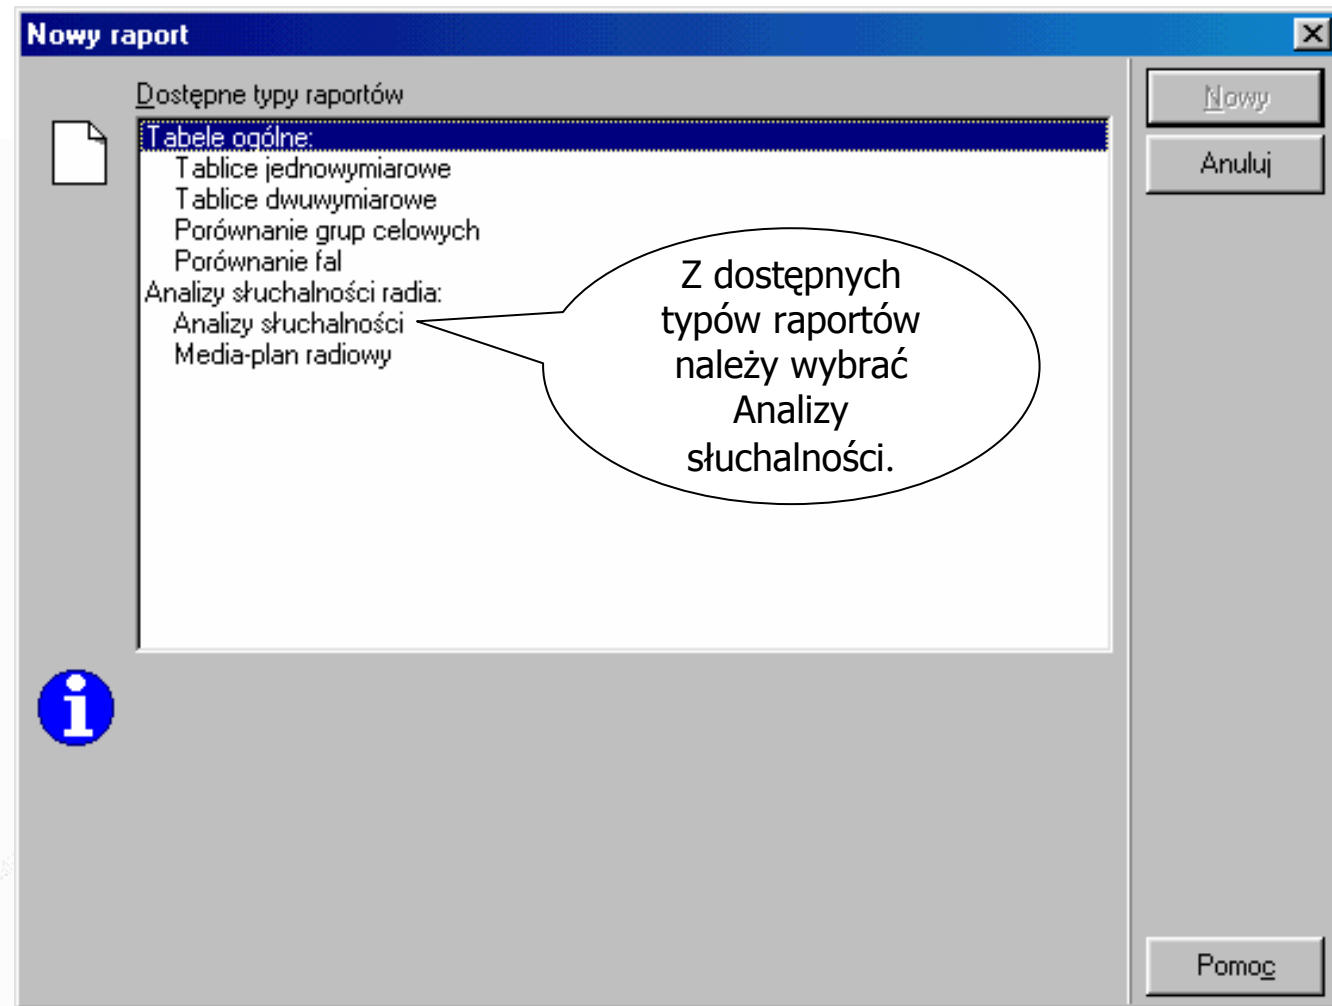 Nowy raport
Dostępne typy raportów
Nowy
Anuluj
Tabele ogólne:
Tablice jednowymiarowe
Tablice dwuwymiarowe
Porównanie grup celowych
Porównanie fal
Analizy słuchalności radia:
Analizy słuchalności
Media-plan radiowy
Z dostępnych
typów raportów
należy wybrać
Analizy
słuchalności.
Pomoc